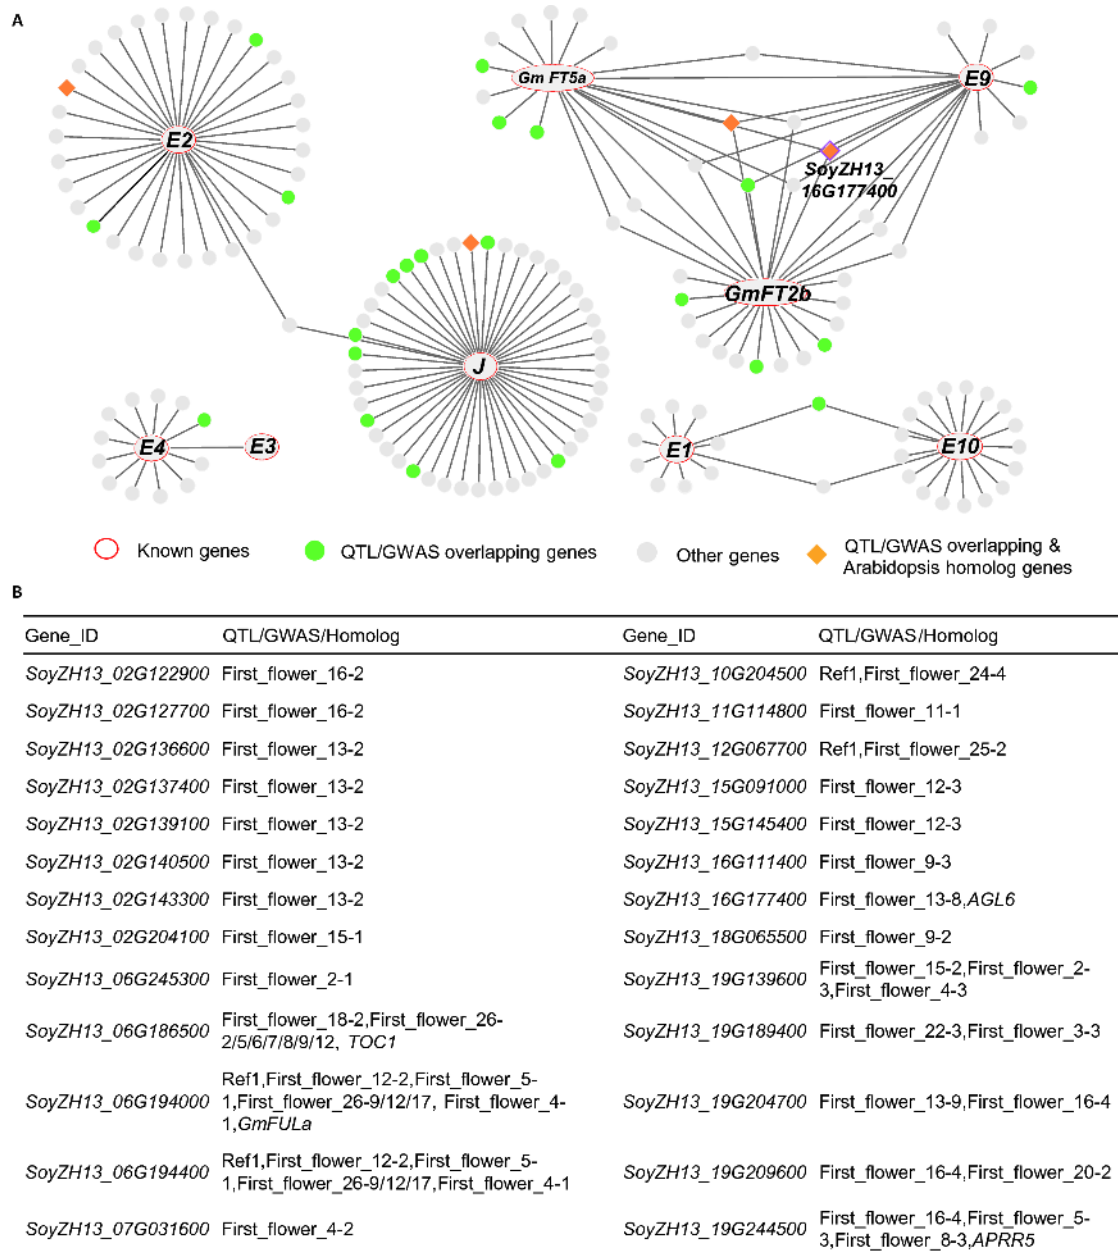 A
Gm FT5a
E9
E2
SoyZH13_
16G177400
GmFT2b
J
E4
E3
E1
E10
Known genes
QTL/GWAS overlapping genes
Other genes
QTL/GWAS overlapping &
Arabidopsis homolog genes
B
Gene_ID QTL/GWAS/Homolog Gene_ID QTL/GWAS/Homolog
SoyZH13_02G122900 First_flower_16-2 SoyZH13_10G204500 Ref1,First_flower_24-4
SoyZH13_02G127700 First_flower_16-2 SoyZH13_11G114800 First_flower_11-1
SoyZH13_02G136600 First_flower_13-2 SoyZH13_12G067700 Ref1,First_flower_25-2
SoyZH13_02G137400 First_flower_13-2 SoyZH13_15G091000 First_flower_12-3
SoyZH13_02G139100 First_flower_13-2 SoyZH13_15G145400 First_flower_12-3
SoyZH13_02G140500 First_flower_13-2 SoyZH13_16G111400 First_flower_9-3
SoyZH13_02G143300 First_flower_13-2 SoyZH13_16G177400 First_flower_13-8,AGL6
SoyZH13_02G204100 First_flower_15-1 SoyZH13_18G065500 First_flower_9-2
SoyZH13_06G245300 First_flower_2-1 SoyZH13_19G139600 First_flower_15-2,First_flower_2-
3,First_flower_4-3
SoyZH13_06G186500 First_flower_18-2,First_flower_26-
2/5/6/7/8/9/12, TOC1
SoyZH13_19G189400 First_flower_22-3,First_flower_3-3
SoyZH13_06G194000 Ref1,First_flower_12-2,First_flower_5-
1,First_flower_26-9/12/17, First_flower_4-
1,GmFULa
SoyZH13_19G204700 First_flower_13-9,First_flower_16-4
SoyZH13_06G194400 Ref1,First_flower_12-2,First_flower_5-
1,First_flower_26-9/12/17,First_flower_4-1
SoyZH13_19G209600 First_flower_16-4,First_flower_20-2
SoyZH13_07G031600 First_flower_4-2 SoyZH13_19G244500 First_flower_16-4,First_flower_5-
3,First_flower_8-3,APRR5